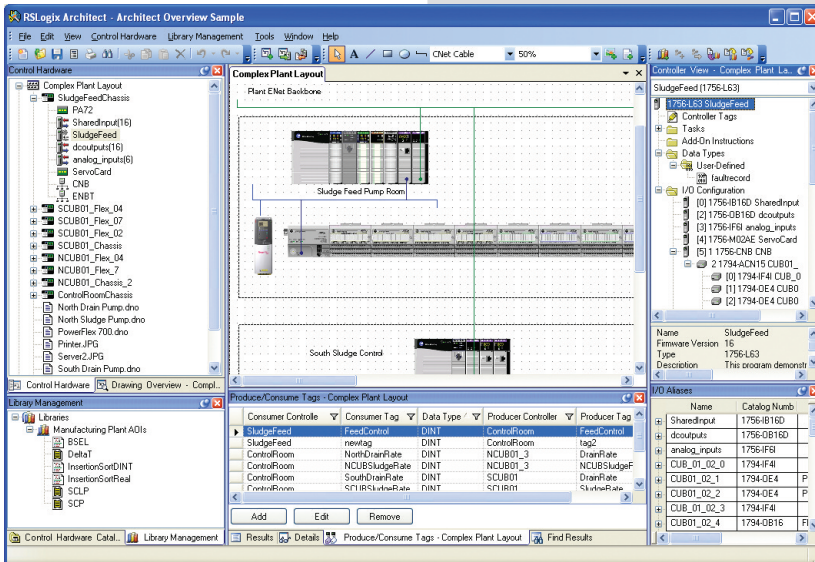 RSLogix Architect - Architect Overview Sample
File Edit View Control Hardware Library Management Tools Window Help
CNet Cable 50%
Control Hardware
Complex Plant Layout
SludgeFeedChassis
PA72
SharedInput(16)
SludgeFeed
dcoutputs(16)
analog_inputs(6)
ServoCard
CNB
ENBT
SCUB01_Flex_04
SCUB01_Flex_07
SCUB01_Flex_02
SCUB01_Chassis
NCUB01_Flex_04
NCUB01_Flex_7
NCUB01_Chassis_2
ControlRoomChassis
North Drain Pump.dno
North Sludge Pump.dno
PowerFlex 700.dno
Printer.JPG
Server2.JPG
South Drain Pump.dno
Control Hardware Drawing Overview - Compl...
Library Management
Libraries
Manufacturing Plant AOIs
BSEL
DeltaT
InsertionSortDINT
InsertionSortReal
SCLP
SCP
Control Hardware Catal... Library Management
Complex Plant Layout
Plant ENet Backbone
Sludge Feed Pump Room
South Sludge Control
Produce/Consume Tags - Complex Plant Layout
Consumer Controlle Consumer Tag Data Type Producer Controller Producer Tag
SludgeFeed FeedControl DINT ControlRoom FeedControl
SludgeFeed newtag DINT ControlRoom tag2
ControlRoom NorthDrainRate DINT NCUB01_3 DrainRate
ControlRoom NCUBSludgeRate DINT NCUB01_3 NCUBSludgeF
ControlRoom SouthDrainRate DINT SCUB01 DrainRate
ControlRoom SCUBSludgeRate DINT SCUB01 SludgeRate
Add Edit Remove
Results Details Produce/Consume Tags - Complex Plant Layout Find Results
Controller View - Complex Plant La...
SludgeFeed (1756-L63)
1756-L63 SludgeFeed
Controller Tags
Tasks
Add-On Instructions
Data Types
User-Defined
faultrecord
I/O Configuration
[0] 1756-IB16D SharedInput
[2] 1756-OB16D dcoutputs
[3] 1756-IF6I analog_inputs
[4] 1756-M02AE ServoCard
[5] 1 1756-CNB CNB
2 1794-ACN15 CUB01_
[0] 1794-IF4I CUB_0
[1] 1794-OE4 CUB0
[2] 1794-OE4 CUB0
Name SludgeFeed
Firmware Version 16
Type 1756-L63
Description This program demonstr
I/O Aliases
Name Catalog Numb
SharedInput 1756-IB16D
dcoutputs 1756-OB16D
analog_inputs 1756-IF6I
CUB_01_02_0 1794-IF4I
CUB01_02_1 1794-OE4 P
CUB01_02_2 1794-OE4 P
CUB_01_02_3 1794-IF4I
CUB01_02_4 1794-OB16 Fl